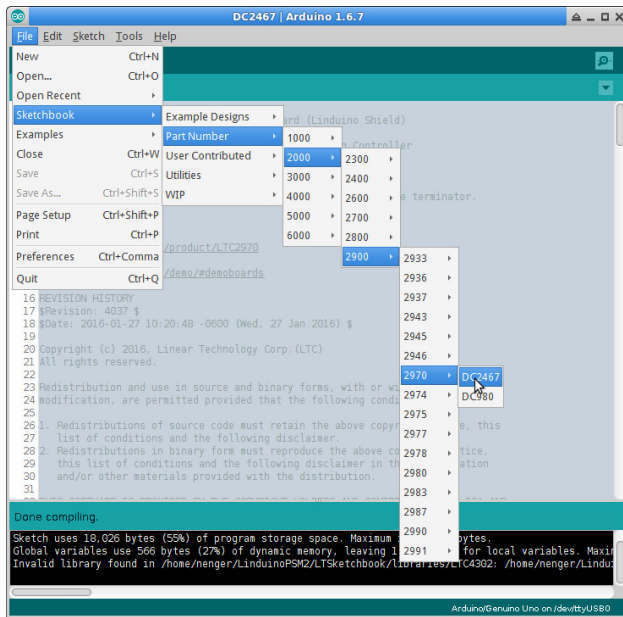 DC2467 | Arduino 1.6.7
File Edit Sketch Tools Help
New Ctrl+N
Open... Ctrl+O
Open Recent
Sketchbook
Examples
Close Ctrl+W
Save Ctrl+S
Save As... Ctrl+Shift+S
Page Setup Ctrl+Shift+P
Print Ctrl+P
Preferences Ctrl+Comma
Quit Ctrl+Q
Example Designs
Part Number
User Contributed
Utilities
WIP
1000
2000
3000
4000
5000
6000
2300
2400
2600
2700
2800
2900
2933
2936
2937
2943
2945
2946
2970
2974
2975
2977
2978
2980
2983
2987
2990
2991
DC2467
DC980
(Linduino Shield)
Controller
terminator.
/product/LTC2970
/demo/#demoboards
16 REVISION HISTORY
17 $Revision: 4037 $
18 $Date: 2016-01-27 10:20:48 -0600 (Wed, 27 Jan 2016) $
19
20 Copyright (c) 2016, Linear Technology Corp.(LTC)
21 All rights reserved.
22
23 Redistribution and use in source and binary forms, with or
24 modification, are permitted provided that the following
25
26 1. Redistributions of source code must retain the above this
27 list of conditions and the following disclaimer.
28 2. Redistributions in binary form must reproduce the above
29 this list of conditions and the following disclaimer in
30 and/or other materials provided with the distribution.
31
Done compiling.
Sketch uses 18,026 bytes (55%) of program storage space. Maximum bytes.
Global variables use 566 bytes (27%) of dynamic memory, leaving for local variables.
Invalid library found in /home/nenger/LinduinoPSM2/LTSketchbook/libraries/LTC4302: /home/nenger/Lindu
Arduino/Genuino Uno on /dev/ttyUSB0